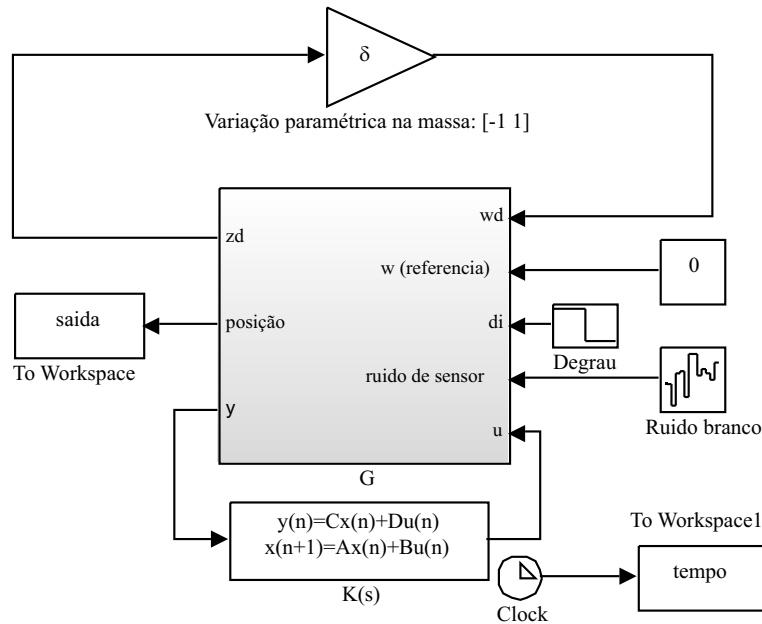 δ
Variação paramétrica na massa: [-1 1]
wd
zd
w (referencia)
0
saida
posição
di
To Workspace
Degrau
ruido de sensor
y
u
Ruido branco
G
y(n)=Cx(n)+Du(n)
x(n+1)=Ax(n)+Bu(n)
K(s)
To Workspace1
tempo
Clock